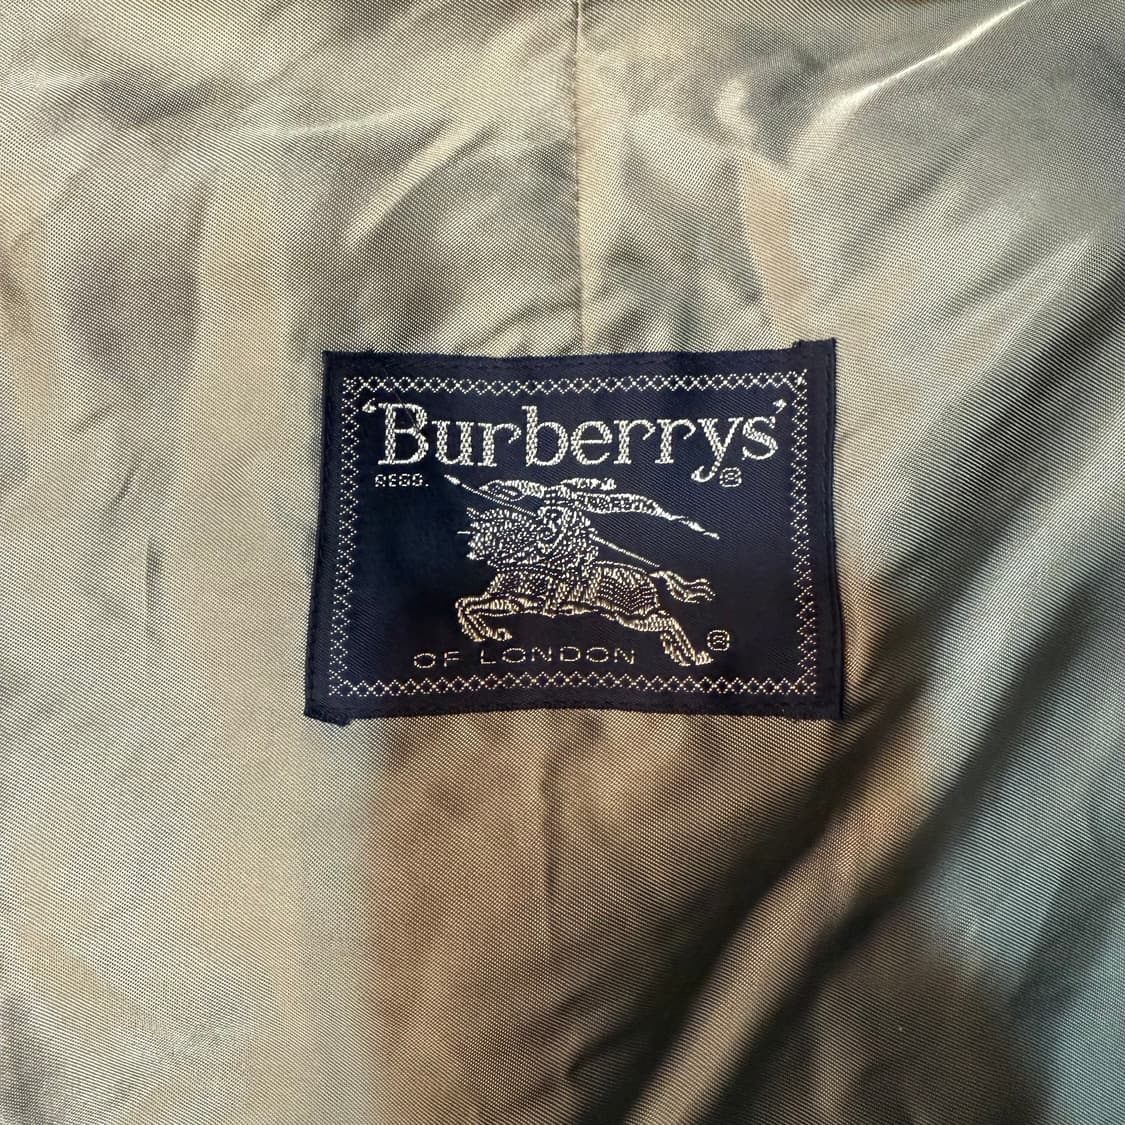 'Burberrys'
REGD. ®
OF LONDON ®